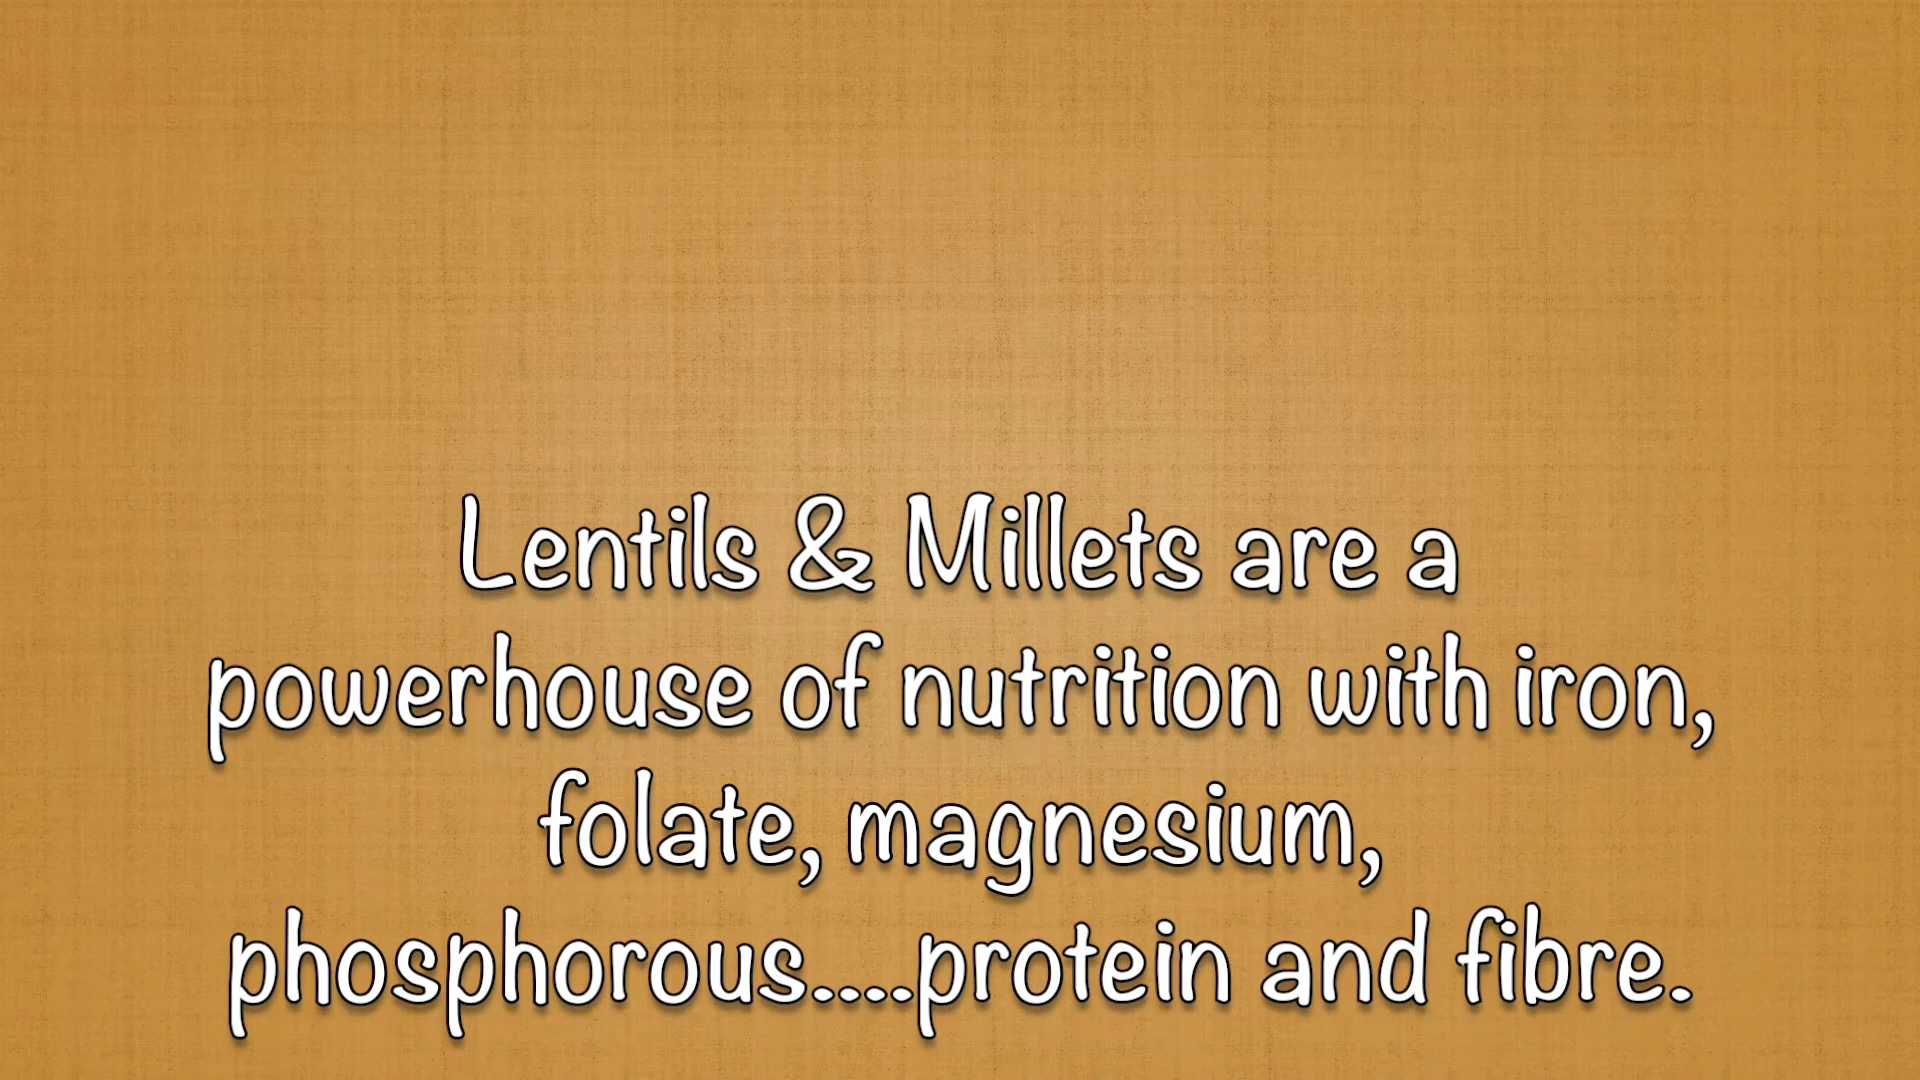 Lentils & Millets are a
powerhouse of nutrition with iron,
folate, magnesium,
phosphorous....protein and fibre.